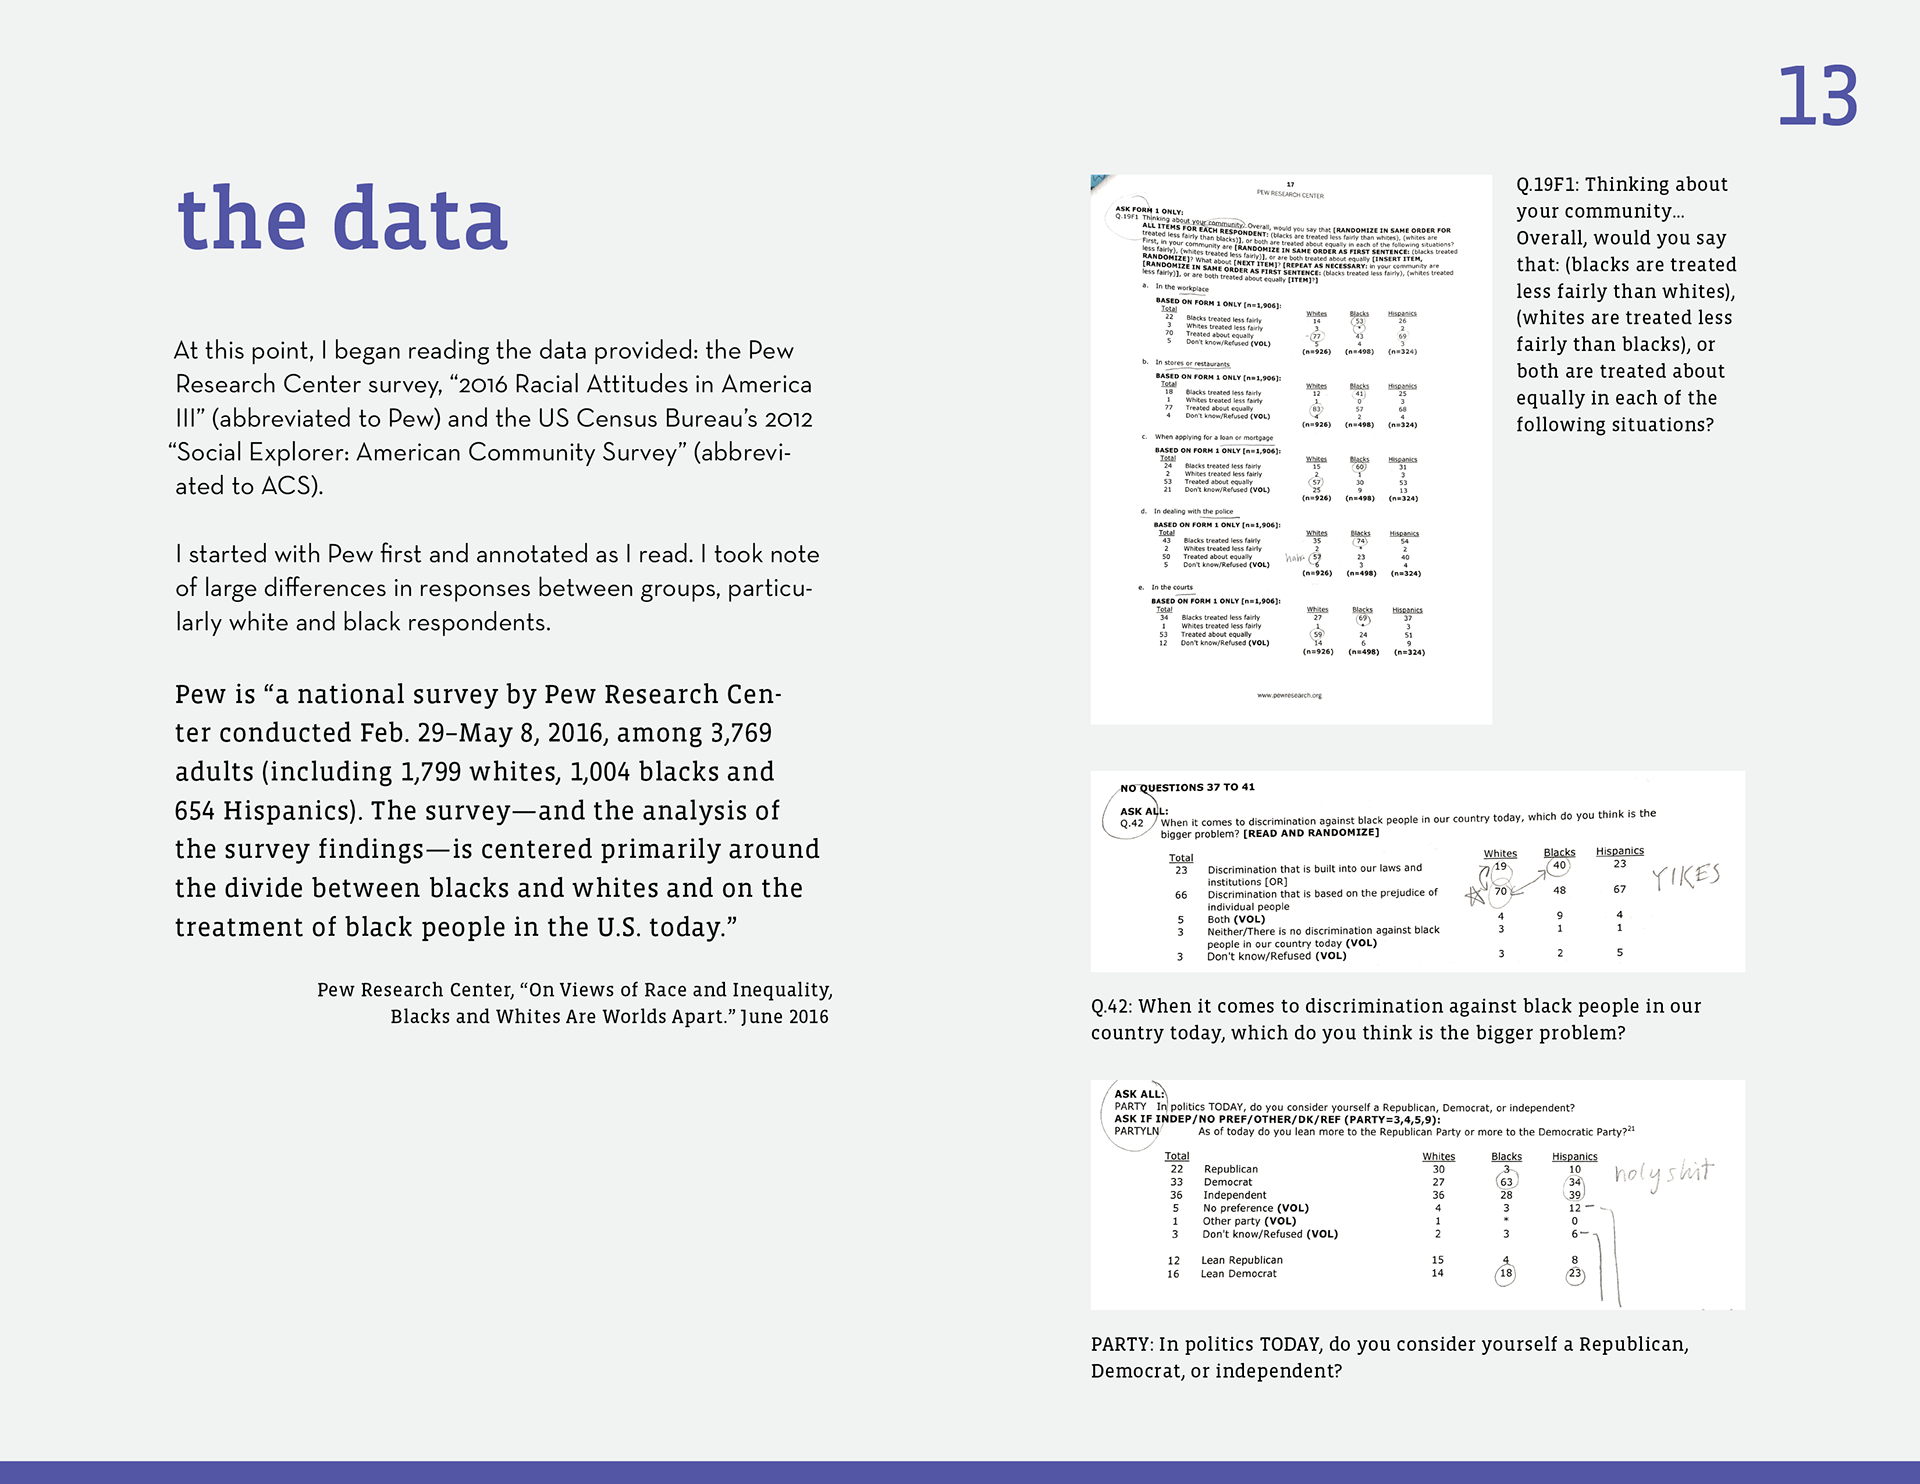 13
the data
At this point, I began reading the data provided: the Pew
Research Center survey, “2016 Racial Attitudes in America
III” (abbreviated to Pew) and the US Census Bureau’s 2012
“Social Explorer: American Community Survey” (abbrevi-
ated to ACS).
I started with Pew first and annotated as I read. I took note
of large differences in responses between groups, particu-
larly white and black respondents.
Pew is “a national survey by Pew Research Cen-
ter conducted Feb. 29–May 8, 2016, among 3,769
adults (including 1,799 whites, 1,004 blacks and
654 Hispanics). The survey—and the analysis of
the survey findings—is centered primarily around
the divide between blacks and whites and on the
treatment of black people in the U.S. today.”
Pew Research Center, “On Views of Race and Inequality,
Blacks and Whites Are Worlds Apart.” June 2016
17
PEW RESEARCH CENTER
ASK FORM 1 ONLY:
Q.19F1 Thinking about your community. Overall, would you say that [RANDOMIZE IN SAME ORDER FOR
ALL ITEMS FOR EACH RESPONDENT: (blacks are treated less fairly than whites), (whites are
treated less fairly than blacks)], or both are treated about equally in each of the following situations?
First, in your community are [RANDOMIZE IN SAME ORDER AS FIRST SENTENCE: (blacks treated
less fairly), (whites treated less fairly)], or are both treated about equally [INSERT ITEM,
RANDOMIZE]? What about [NEXT ITEM]? [REPEAT AS NECESSARY: in your community are
[RANDOMIZE IN SAME ORDER AS FIRST SENTENCE: (blacks treated less fairly), (whites treated
less fairly)], or are both treated about equally [ITEM]?]
a. In the workplace
BASED ON FORM 1 ONLY [n=1,906]:
Total Whites Blacks Hispanics
22 Blacks treated less fairly 14 53 26
3 Whites treated less fairly 3 * 2
70 Treated about equally 77 43 69
5 Don't know/Refused (VOL) 5 4 3
(n=926) (n=498) (n=324)
b. In stores or restaurants
BASED ON FORM 1 ONLY [n=1,906]:
Total Whites Blacks Hispanics
18 Blacks treated less fairly 12 41 25
1 Whites treated less fairly 1 0 3
77 Treated about equally 83 57 68
4 Don't know/Refused (VOL) 4 2 4
(n=926) (n=498) (n=324)
c. When applying for a loan or mortgage
BASED ON FORM 1 ONLY [n=1,906]:
Total Whites Blacks Hispanics
24 Blacks treated less fairly 15 60 31
2 Whites treated less fairly 2 1 3
53 Treated about equally 57 30 53
21 Don't know/Refused (VOL) 25 9 13
(n=926) (n=498) (n=324)
d. In dealing with the police
BASED ON FORM 1 ONLY [n=1,906]:
Total Whites Blacks Hispanics
43 Blacks treated less fairly 35 74 54
2 Whites treated less fairly 2 * 2
50 Treated about equally 57 23 40
5 Don't know/Refused (VOL) 6 3 4
(n=926) (n=498) (n=324)
e. In the courts
BASED ON FORM 1 ONLY [n=1,906]:
Total Whites Blacks Hispanics
34 Blacks treated less fairly 27 69 37
1 Whites treated less fairly 1 * 3
53 Treated about equally 59 24 51
12 Don't know/Refused (VOL) 14 6 9
(n=926) (n=498) (n=324)
www.pewresearch.org
Q.19F1: Thinking about
your community...
Overall, would you say
that: (blacks are treated
less fairly than whites),
(whites are treated less
fairly than blacks), or
both are treated about
equally in each of the
following situations?
NO QUESTIONS 37 TO 41
ASK ALL:
Q.42 When it comes to discrimination against black people in our country today, which do you think is the
bigger problem? [READ AND RANDOMIZE]
Total Whites Blacks Hispanics
23 Discrimination that is built into our laws and 19 40 23
institutions [OR]
66 Discrimination that is based on the prejudice of 70 48 67
individual people
5 Both (VOL) 4 9 4
3 Neither/There is no discrimination against black 3 1 1
people in our country today (VOL)
3 Don't know/Refused (VOL) 3 2 5
YIKES
Q.42: When it comes to discrimination against black people in our
country today, which do you think is the bigger problem?
ASK ALL:
PARTY In politics TODAY, do you consider yourself a Republican, Democrat, or independent?
ASK IF INDEP/NO PREF/OTHER/DK/REF (PARTY=3,4,5,9):
PARTYLN As of today do you lean more to the Republican Party or more to the Democratic Party?21
Total Whites Blacks Hispanics
22 Republican 30 3 10
33 Democrat 27 63 34
36 Independent 36 28 39
5 No preference (VOL) 4 3 12
1 Other party (VOL) 1 * 0
3 Don't know/Refused (VOL) 2 3 6
12 Lean Republican 15 4 8
16 Lean Democrat 14 18 23
holy shit
PARTY: In politics TODAY, do you consider yourself a Republican,
Democrat, or independent?